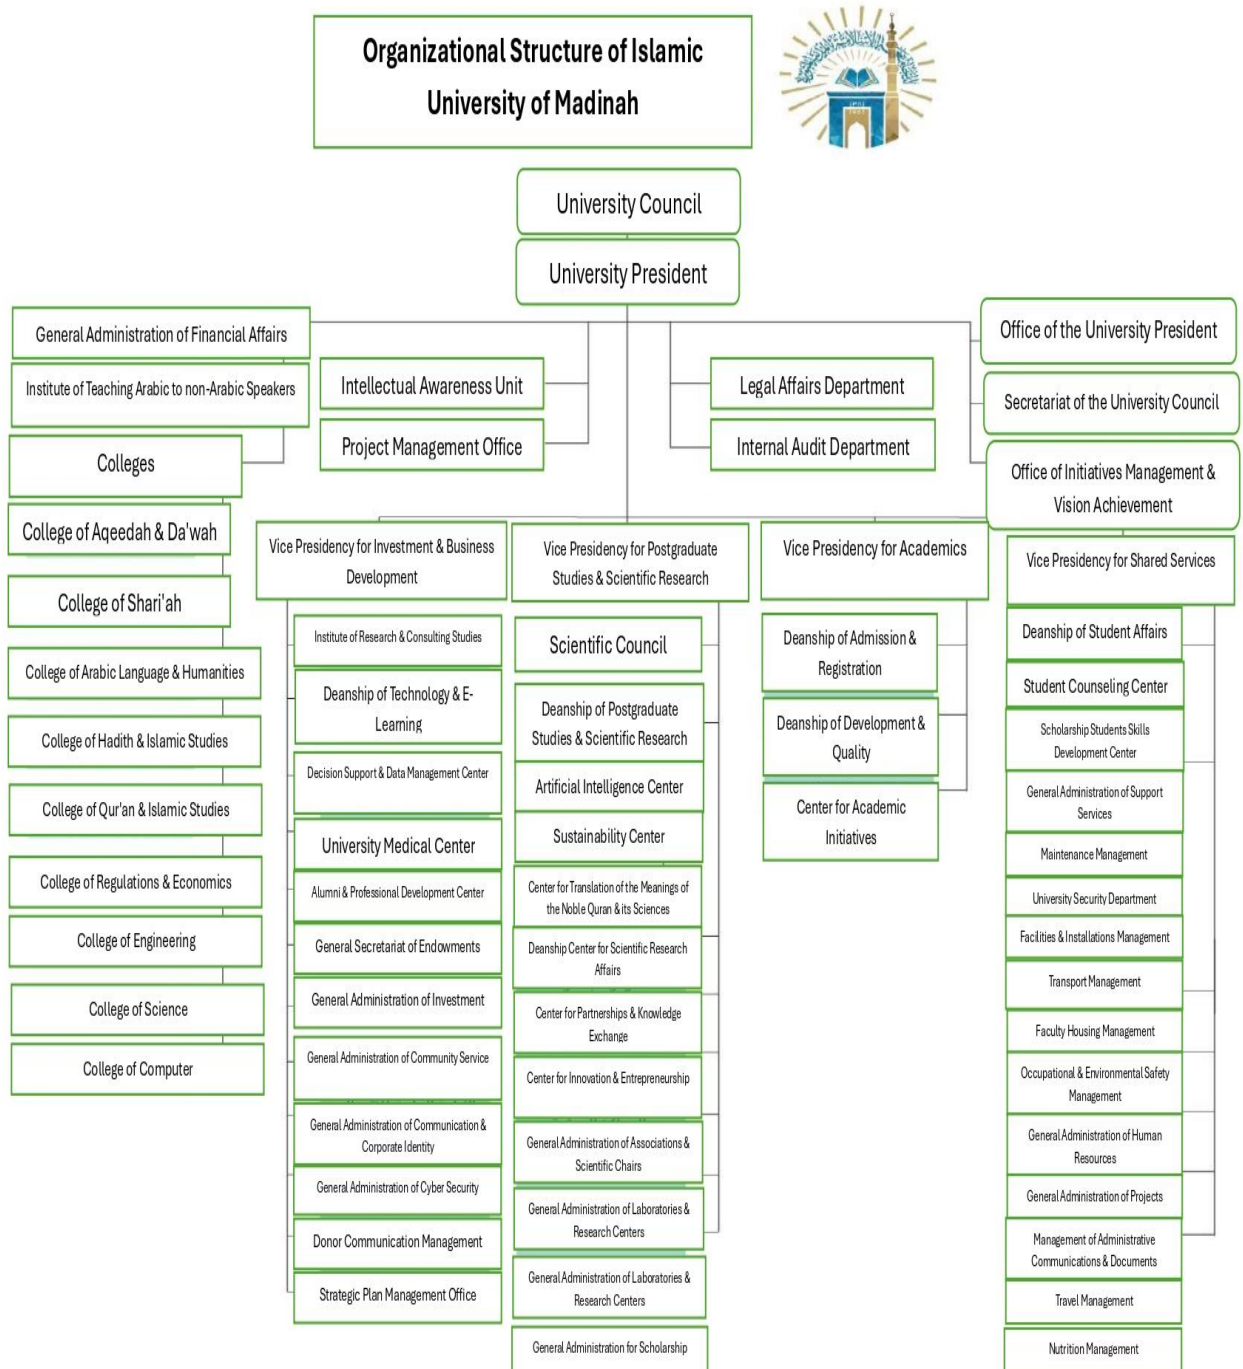 Organizational Structure of Islamic
University of Madinah
University Council
University President
General Administration of Financial Affairs
Institute of Teaching Arabic to non-Arabic Speakers
Colleges
College of Aqeedah & Da'wah
College of Shari'ah
College of Arabic Language & Humanities
College of Hadith & Islamic Studies
College of Qur'an & Islamic Studies
College of Regulations & Economics
College of Engineering
College of Science
College of Computer
Intellectual Awareness Unit
Project Management Office
Legal Affairs Department
Internal Audit Department
Office of the University President
Secretariat of the University Council
Office of Initiatives Management &
Vision Achievement
Vice Presidency for Investment & Business
Development
Institute of Research & Consulting Studies
Deanship of Technology & E-
Learning
Decision Support & Data Management Center
University Medical Center
Alumni & Professional Development Center
General Secretariat of Endowments
General Administration of Investment
General Administration of Community Service
General Administration of Communication &
Corporate Identity
General Administration of Cyber Security
Donor Communication Management
Strategic Plan Management Office
Vice Presidency for Postgraduate
Studies & Scientific Research
Scientific Council
Deanship of Postgraduate
Studies & Scientific Research
Artificial Intelligence Center
Sustainability Center
Center for Translation of the Meanings of
the Noble Quran & its Sciences
Deanship Center for Scientific Research
Affairs
Center for Partnerships & Knowledge
Exchange
Center for Innovation & Entrepreneurship
General Administration of Associations &
Scientific Chairs
General Administration of Laboratories &
Research Centers
General Administration of Laboratories &
Research Centers
General Administration for Scholarship
Vice Presidency for Academics
Deanship of Admission &
Registration
Deanship of Development &
Quality
Center for Academic
Initiatives
Vice Presidency for Shared Services
Deanship of Student Affairs
Student Counseling Center
Scholarship Students Skills
Development Center
General Administration of Support
Services
Maintenance Management
University Security Department
Facilities & Installations Management
Transport Management
Faculty Housing Management
Occupational & Environmental Safety
Management
General Administration of Human
Resources
General Administration of Projects
Management of Administrative
Communications & Documents
Travel Management
Nutrition Management